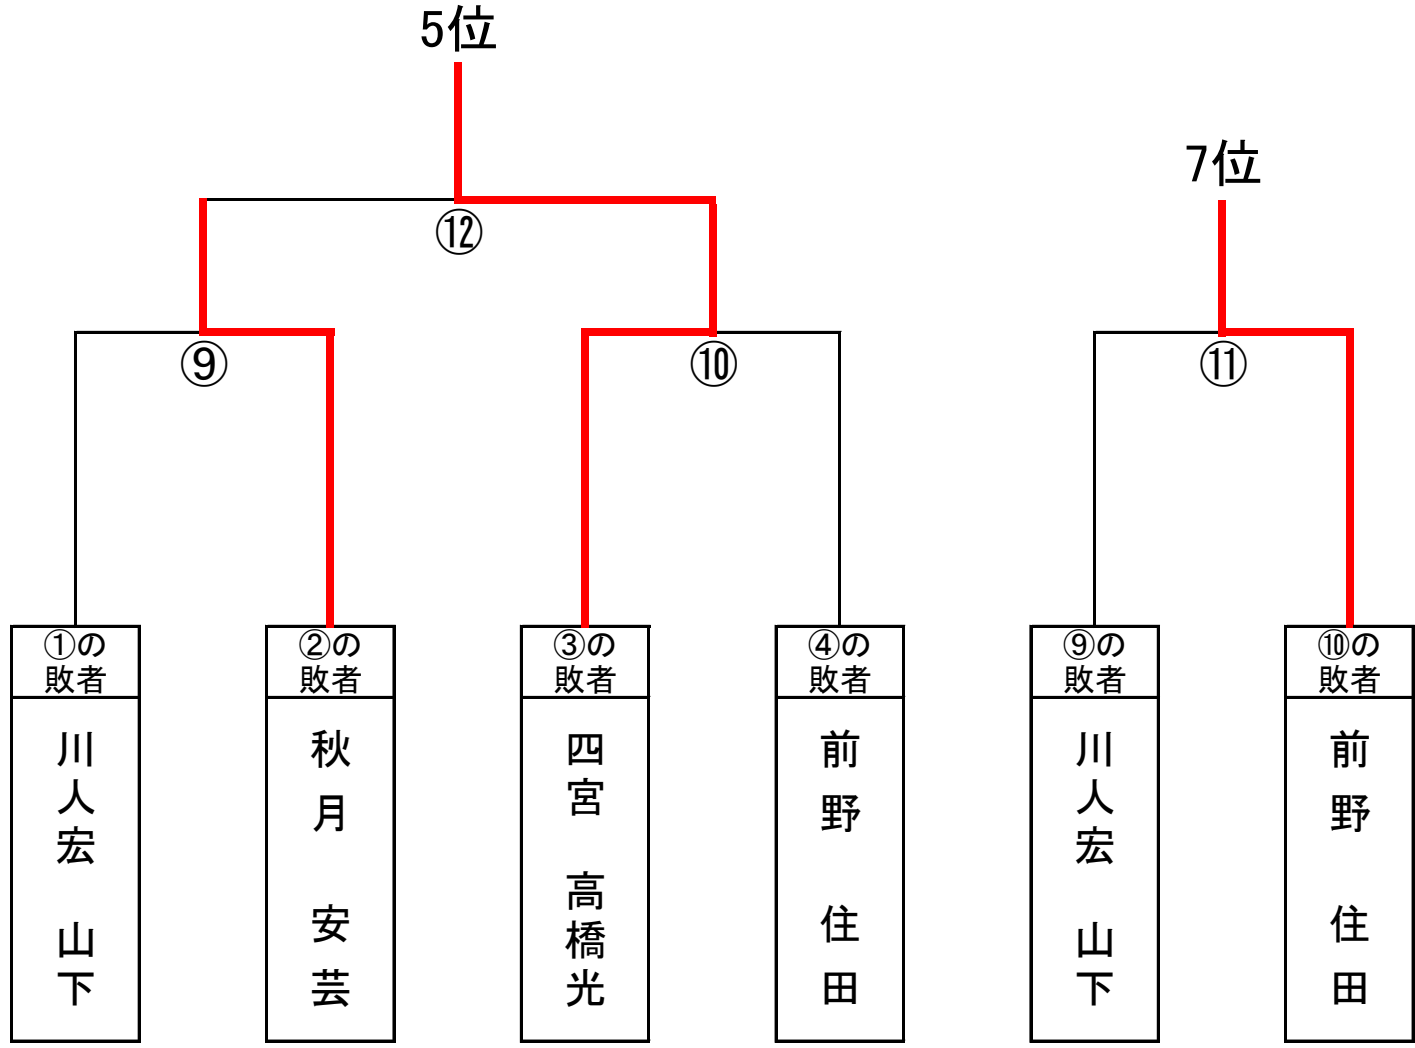 5位
7位
⑫
⑨
⑩
⑪
①の
敗者
川人宏 山下
②の
敗者
秋月 安芸
③の
敗者
四宮 高橋光
④の
敗者
前野 住田
⑨の
敗者
川人宏 山下
⑩の
敗者
前野 住田